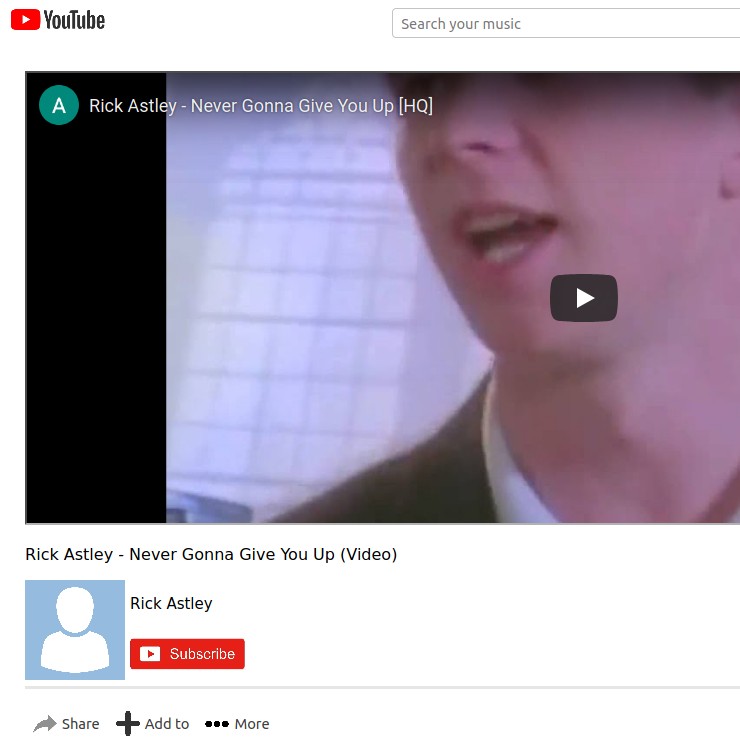 YouTube
Search your music
A
Rick Astley - Never Gonna Give You Up [HQ]
Rick Astley - Never Gonna Give You Up (Video)
Rick Astley
Subscribe
Share Add to More